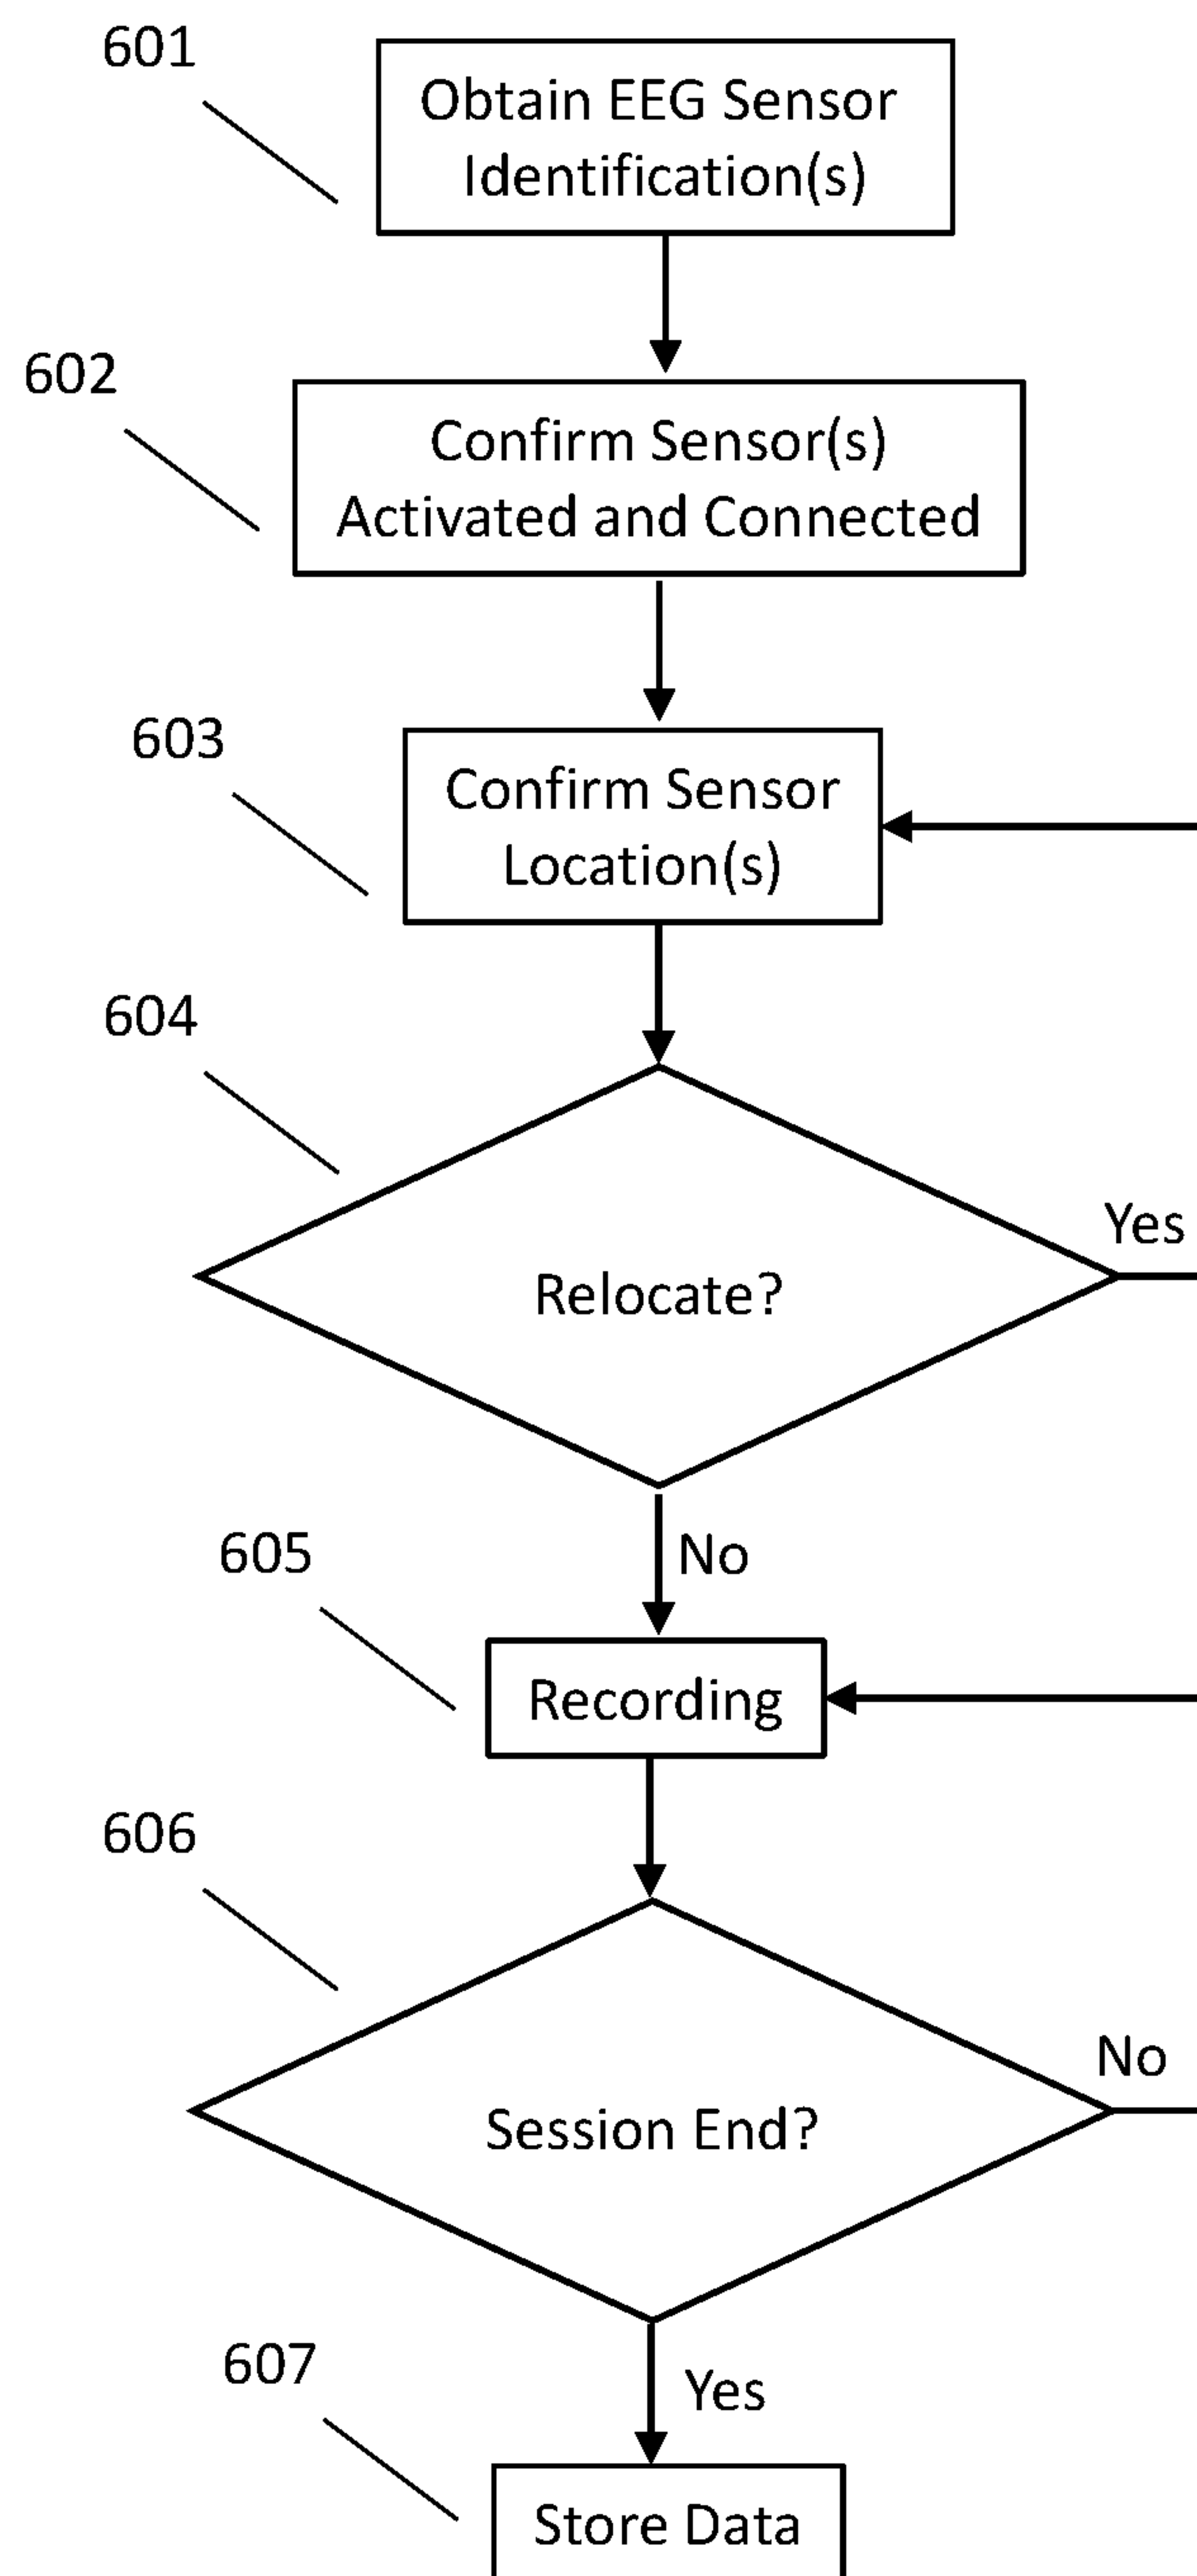 601
Obtain EEG Sensor
Identification(s)
602
Confirm Sensor(s)
Activated and Connected
603
Confirm Sensor
Location(s)
604
Relocate?
Yes
No
605
Recording
606
Session End?
No
Yes
607
Store Data